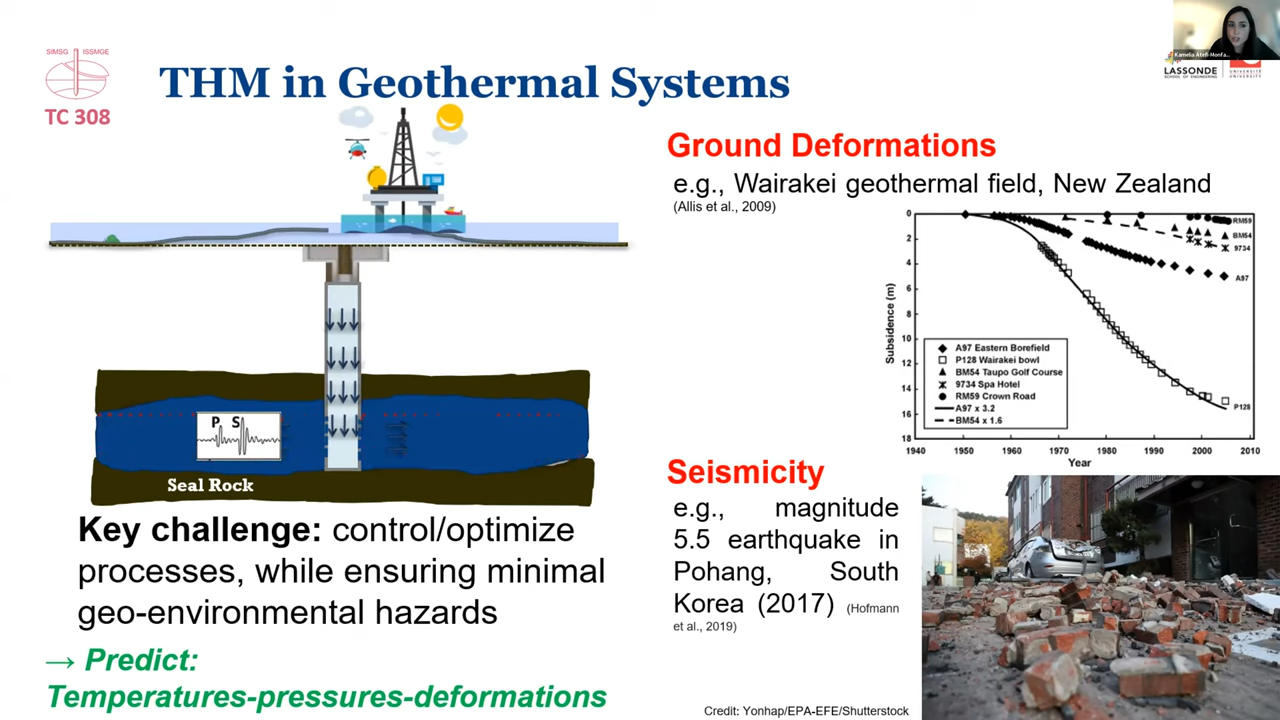 SIMSG ISSMGE
TC 308
THM in Geothermal Systems
LASSONDE
SCHOOL OF ENGINEERING
UNIVERSITÉ
UNIVERSITY
P S
Seal Rock
Key challenge: control/optimize
processes, while ensuring minimal
geo-environmental hazards
→ Predict:
Temperatures-pressures-deformations
Ground Deformations
e.g., Wairakei geothermal field, New Zealand
(Allis et al., 2009)
Subsidence (m)
0
2
4
6
8
10
12
14
16
18
RM59
BM54
9734
A97
P128
A97 Eastern Borefield
P128 Wairakei bowl
BM54 Taupo Golf Course
9734 Spa Hotel
RM59 Crown Road
A97 x 3.2
BM54 x 1.6
1940 1950 1960 1970 1980 1990 2000 2010
Year
Seismicity
e.g., magnitude
5.5 earthquake in
Pohang, South
Korea (2017) (Hofmann
et al., 2019)
Credit: Yonhap/EPA-EFE/Shutterstock